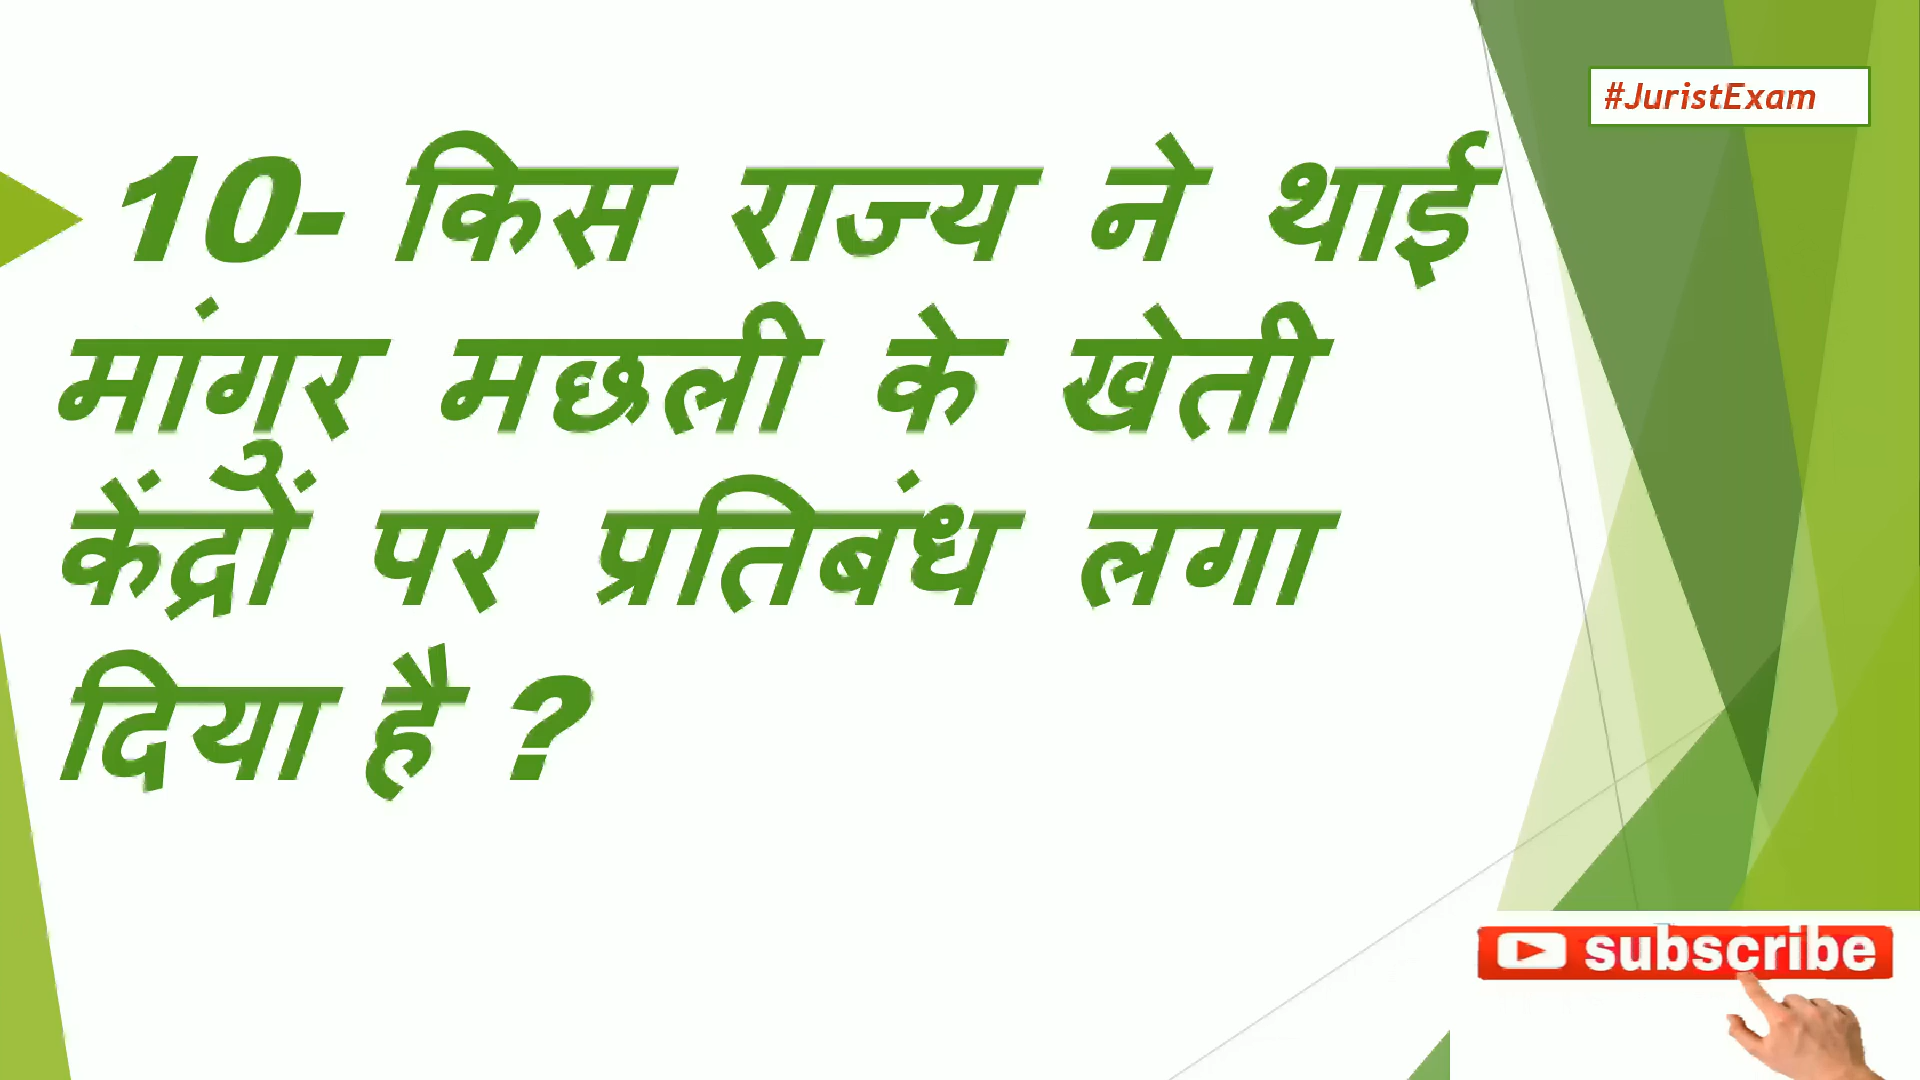 #JuristExam
10- किस राज्य ने थाई
मांगुर मछली के खेती
केंद्रों पर प्रतिबंध लगा
दिया है ?
subscribe